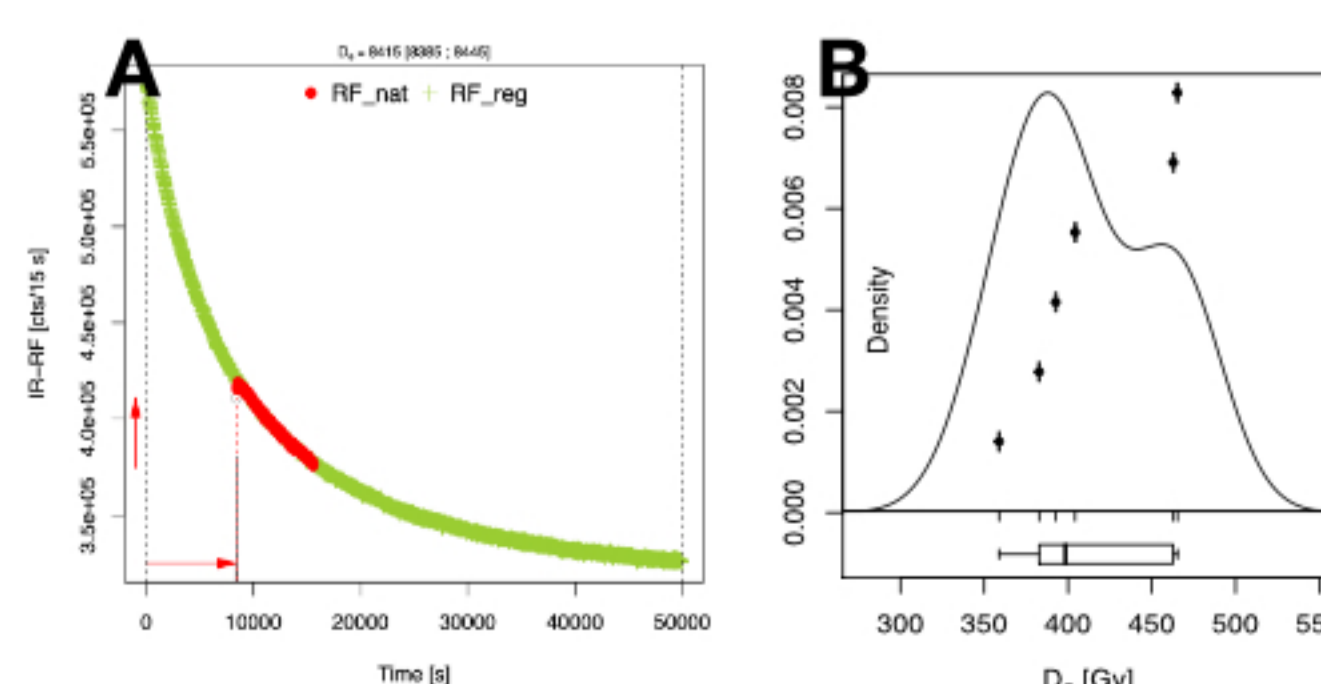 A
Dₑ = 8415 [8385 ; 8445]
RF_nat
RF_reg
IR−RF [cts/15 s]
5.5e+05
5.0e+05
4.5e+05
4.0e+05
3.5e+05
0 10000 20000 30000 40000 50000
Time [s]
B
Density
0.008
0.006
0.004
0.002
0.000
300 350 400 450 500
[Gy]